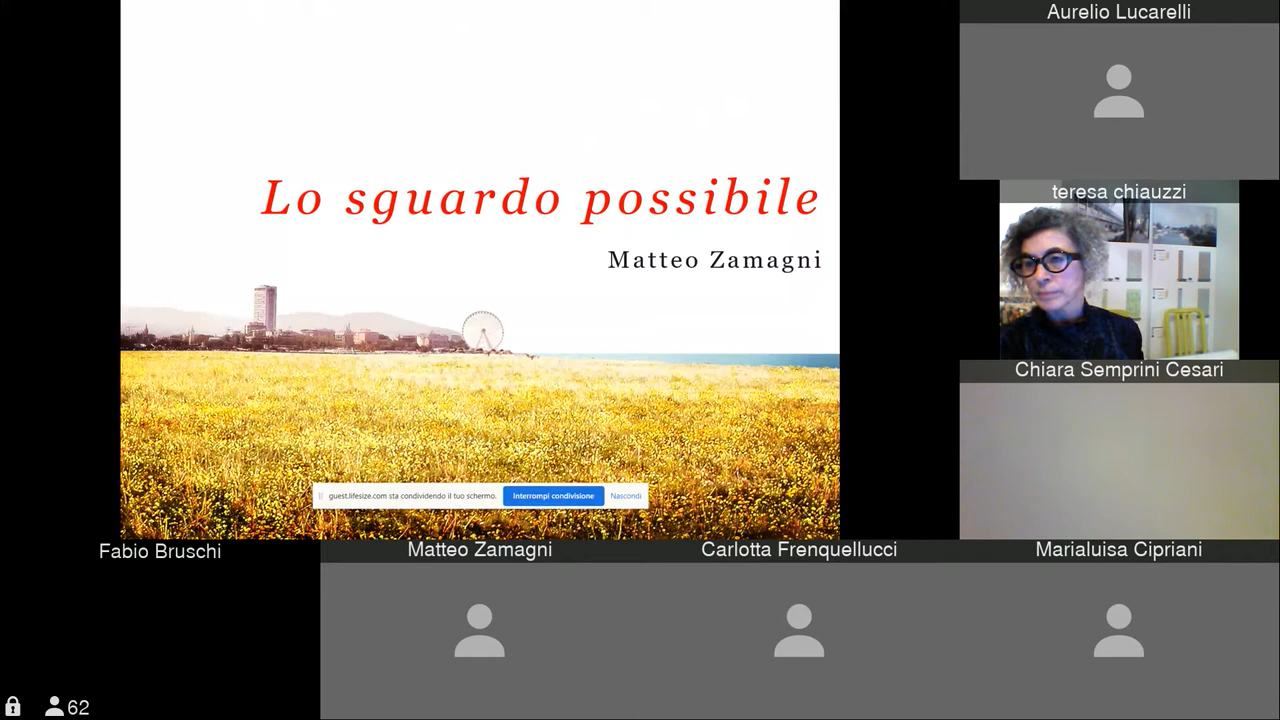 Aurelio Lucarelli
Lo sguardo possibile
Matteo Zamagni
teresa chiauzzi
Chiara Semprini Cesari
guest.lifesize.com sta condividendo il tuo schermo. Interrompi condivisione Nascondi
Fabio Bruschi
Matteo Zamagni
Carlotta Frenquellucci
Marialuisa Cipriani
62